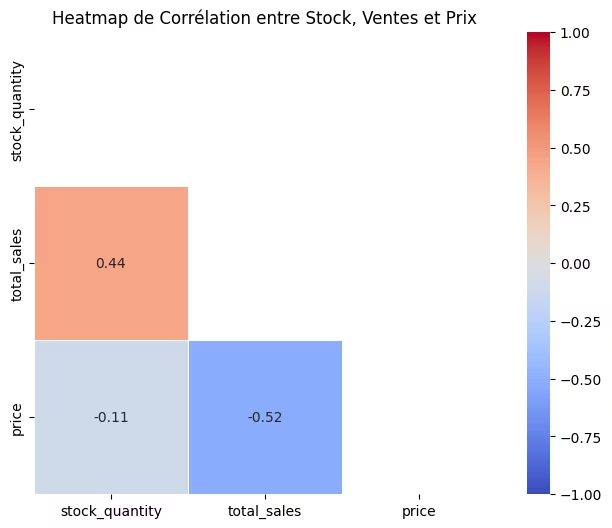 Heatmap de Corrélation entre Stock, Ventes et Prix
stock_quantity
total_sales
price
0.44
-0.11
-0.52
stock_quantity
total_sales
price
1.00
0.75
0.50
0.25
0.00
−0.25
−0.50
−0.75
−1.00